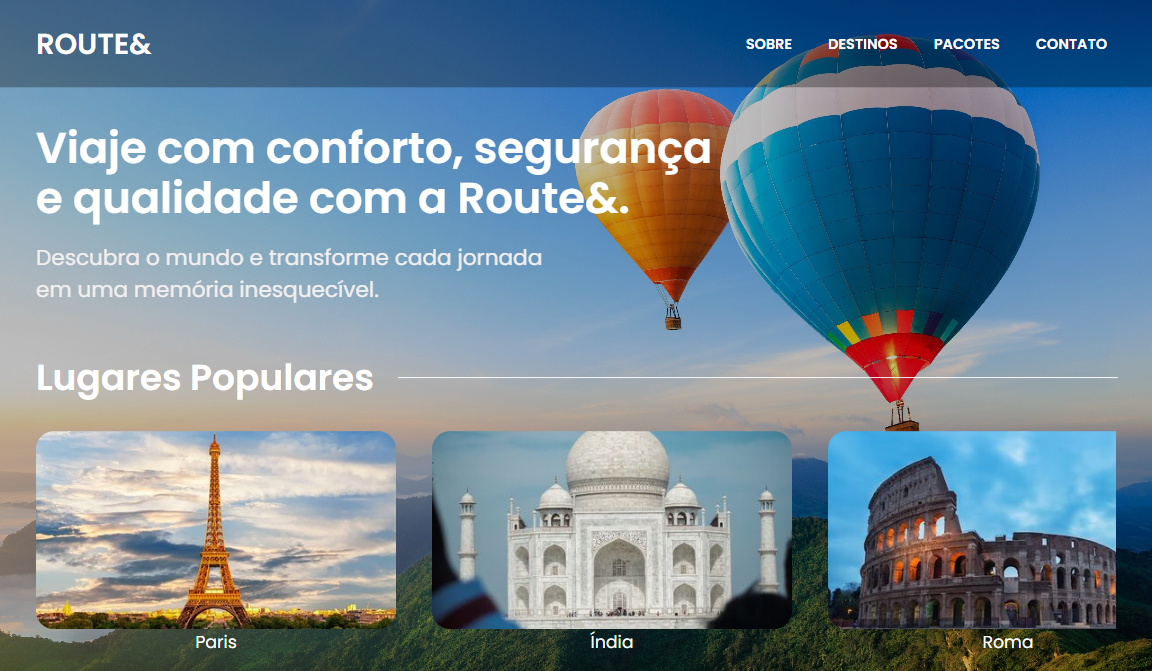 ROUTE&
SOBRE DESTINOS PACOTES CONTATO
Viaje com conforto, segurança
e qualidade com a Route&.
Descubra o mundo e transforme cada jornada
em uma memória inesquecível.
Lugares Populares
Paris
Índia
Roma